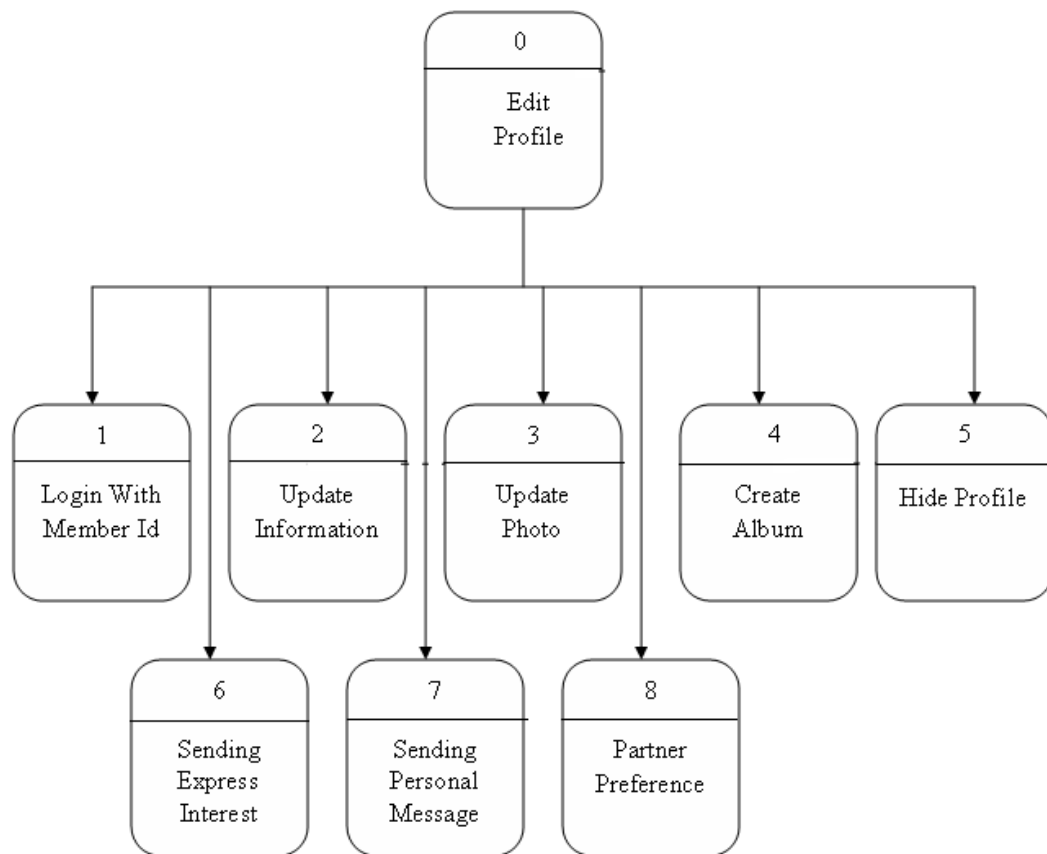 0
Edit
Profile
1
Login With
Member Id
2
Update
Information
3
Update
Photo
4
Create
Album
5
Hide Profile
6
Sending
Express
Interest
7
Sending
Personal
Message
8
Partner
Preference